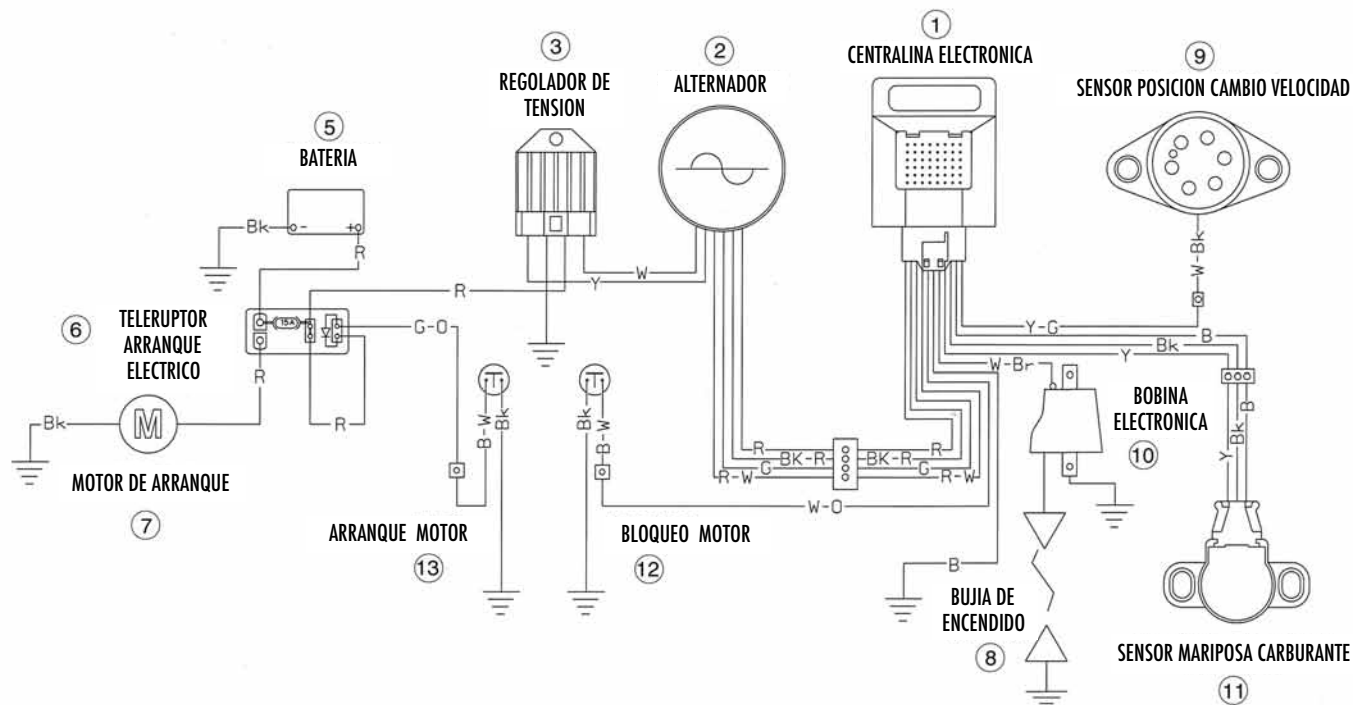 1
CENTRALINA ELECTRONICA
2
ALTERNADOR
3
REGOLADOR DE
TENSION
9
SENSOR POSICION CAMBIO VELOCIDAD
5
BATERIA
Bk
-
+
R
W-Bk
W
Y
R
6
TELERUPTOR
ARRANQUE
ELECTRICO
15A
G-O
Y-G
B
Bk
Y
W-Br
R
R
Bk
M
B-W
Bk
Bk
B-W
BOBINA
ELECTRONICA
10
B
Bk
Y
R
BK-R
G
R-W
R
BK-R
G
R-W
MOTOR DE ARRANQUE
7
W-O
ARRANQUE MOTOR
13
BLOQUEO MOTOR
12
B
BUJIA DE
ENCENDIDO
8
SENSOR MARIPOSA CARBURANTE
11